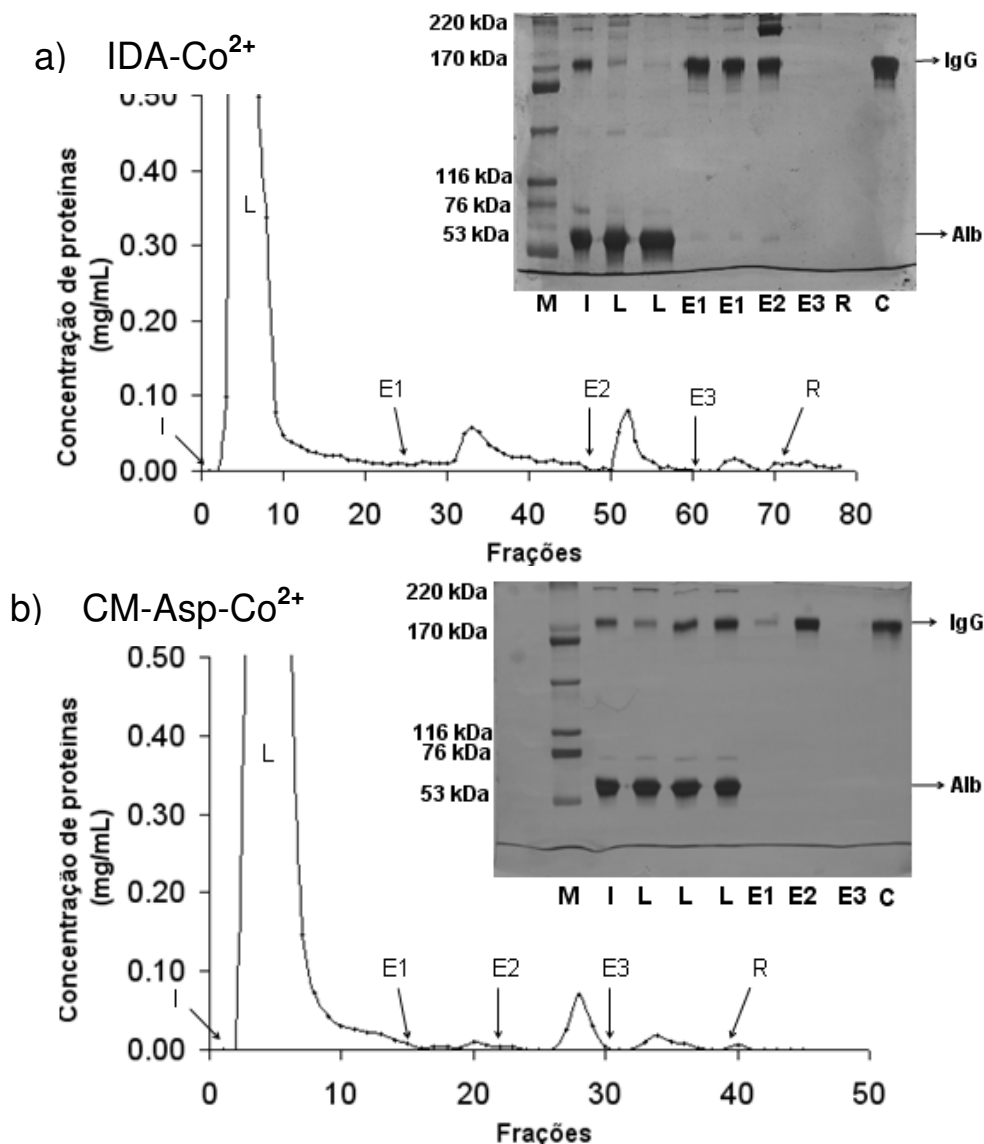 a) IDA-Co²⁺
220 kDa
170 kDa
116 kDa
76 kDa
53 kDa
IgG
Alb
M I L L E1 E1 E2 E3 R C
Concentração de proteínas
(mg/mL)
0.50
0.40
0.30
0.20
0.10
0.00
I
L
E1
E2
E3
R
0 10 20 30 40 50 60 70 80
Frações
b) CM-Asp-Co²⁺
220 kDa
170 kDa
116 kDa
76 kDa
53 kDa
IgG
Alb
M I L L L E1 E2 E3 C
Concentração de proteínas
(mg/mL)
0.50
0.40
0.30
0.20
0.10
0.00
I
L
E1
E2
E3
R
0 10 20 30 40 50
Frações